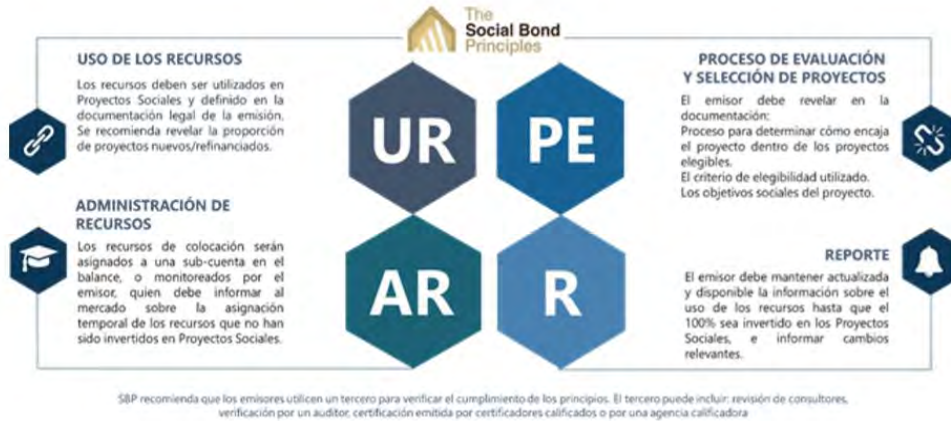 The
Social Bond
Principles
USO DE LOS RECURSOS
Los recursos deben ser utilizados en
Proyectos Sociales y definido en la
documentación legal de la emisión.
Se recomienda revelar la proporción
de proyectos nuevos/refinanciados.
ADMINISTRACIÓN DE
RECURSOS
Los recursos de colocación serán
asignados a una sub-cuenta en el
balance, o monitoreados por el
emisor, quien debe informar al
mercado sobre la asignación
temporal de los recursos que no han
sido invertidos en Proyectos Sociales.
UR
PE
AR
R
PROCESO DE EVALUACIÓN
Y SELECCIÓN DE PROYECTOS
El emisor debe revelar en la
documentación:
Proceso para determinar cómo encaja
el proyecto dentro de los proyectos
elegibles.
El criterio de elegibilidad utilizado.
Los objetivos sociales del proyecto.
REPORTE
El emisor debe mantener actualizada
y disponible la información sobre el
uso de los recursos hasta que el
100% sea invertido en los Proyectos
Sociales, e informar cambios
relevantes.
SBP recomienda que los emisores utilicen un tercero para verificar el cumplimiento de los principios. El tercero puede incluir: revisión de consultores,
verificación por un auditor, certificación emitida por certificadores calificados o por una agencia calificadora